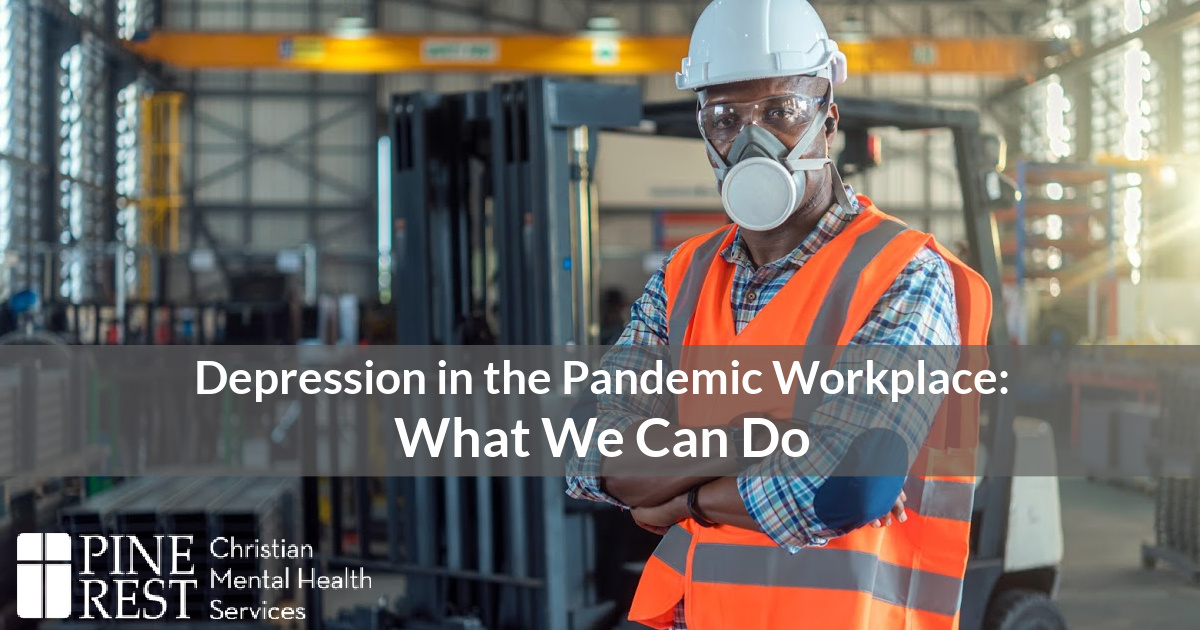 Depression in the Pandemic Workplace:
What We Can Do
PINE REST
Christian
Mental Health
Services